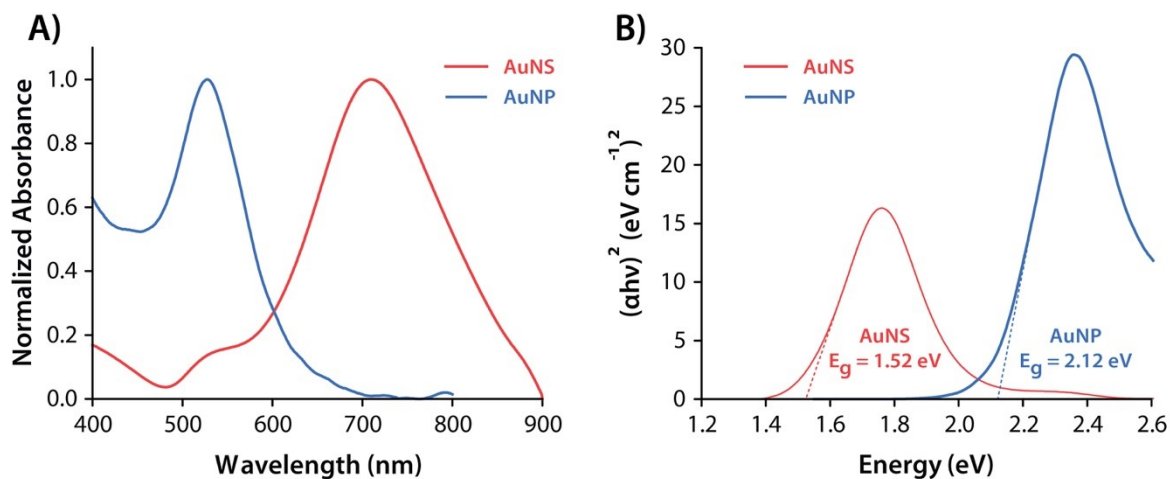 A)
Normalized Absorbance
1.0
0.8
0.6
0.4
0.2
0.0
400 500 600 700 800 900
Wavelength (nm)
AuNS
AuNP
B)
(αhν)² (eV cm⁻¹)²
30
25
20
15
10
5
0
1.2 1.4 1.6 1.8 2.0 2.2 2.4 2.6
Energy (eV)
AuNS
AuNP
AuNS
Eg = 1.52 eV
AuNP
Eg = 2.12 eV